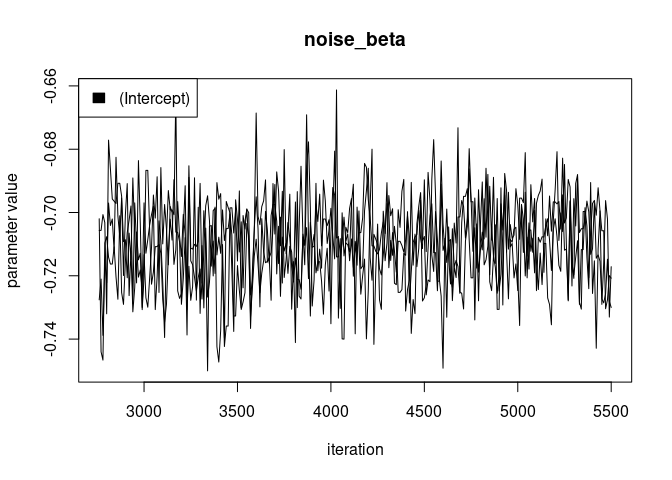 noise_beta
(Intercept)
-0.66
-0.68
-0.70
-0.72
-0.74
parameter value
3000 3500 4000 4500 5000 5500
iteration